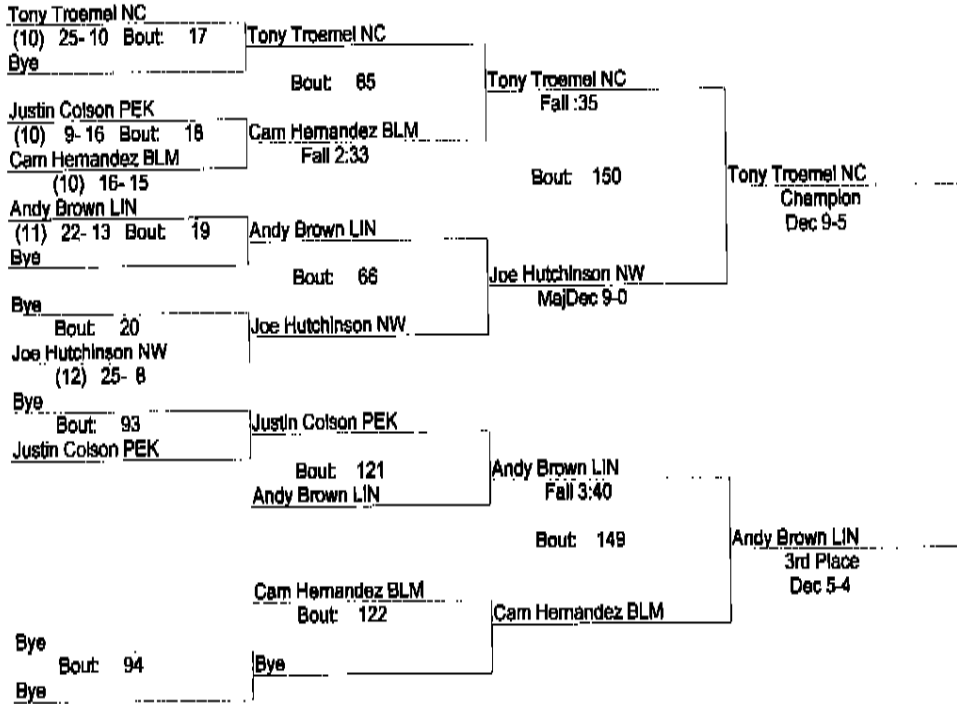 Tony Troemel NC
(10) 25- 10 Bout: 17
Bye
Tony Troemel NC
Bout: 65
Justin Colson PEK
(10) 9- 16 Bout: 18
Cam Hernandez BLM
(10) 16- 15
Cam Hernandez BLM
Fall 2:33
Tony Troemel NC
Fall :35
Bout: 150
Andy Brown LIN
(11) 22- 13 Bout: 19
Bye
Andy Brown LIN
Bout: 66
Bye
Bout: 20
Joe Hutchinson NW
(12) 25- 8
Joe Hutchinson NW
Joe Hutchinson NW
MajDec 9-0
Tony Troemel NC
Champion
Dec 9-5
Bye
Bout: 93
Justin Colson PEK
Justin Colson PEK
Bout: 121
Andy Brown LIN
Andy Brown LIN
Fall 3:40
Bout: 149
Cam Hernandez BLM
Bout: 122
Bye
Bout: 94
Bye
Bye
Cam Hernandez BLM
Andy Brown LIN
3rd Place
Dec 5-4